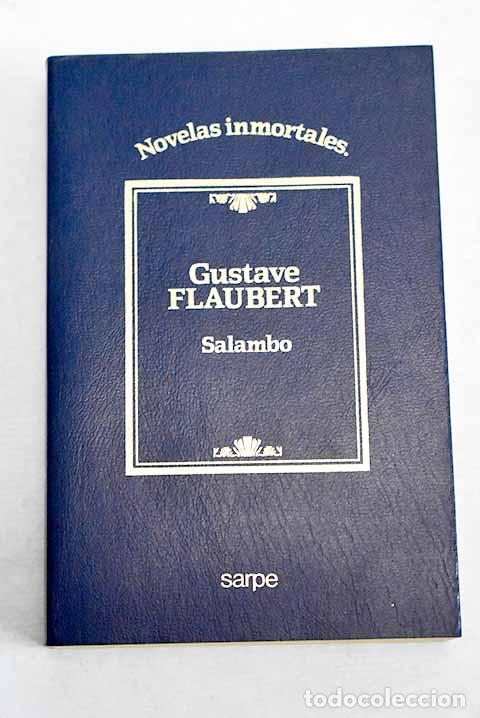 Novelas inmortales.
Gustave
FLAUBERT
Salambo
sarpe
todocoleccion